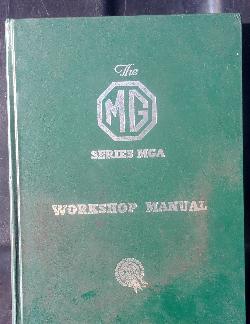 The
MG
SERIES MGA
WORKSHOP MANUAL